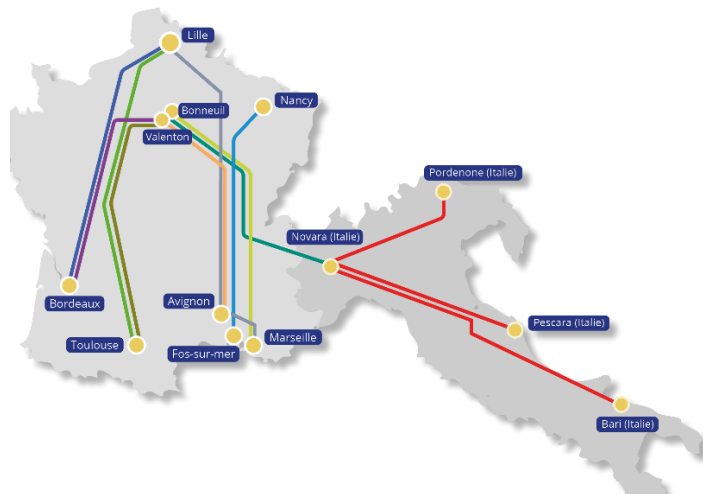 Lille
Nancy
Bonneuil
Valenton
Pordenone (Italie)
Novara (Italie)
Bordeaux
Avignon
Toulouse
Fos-sur-mer
Marseille
Pescara (Italie)
Bari (Italie)